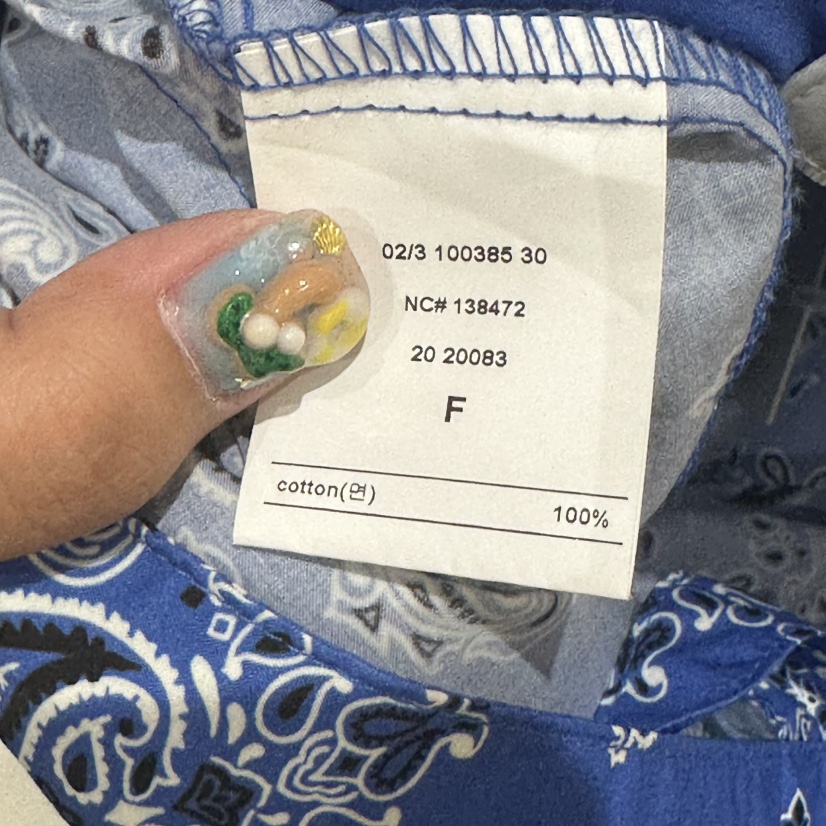 02/3 100385 30
NC# 138472
20 20083
F
cotton(면)
100%